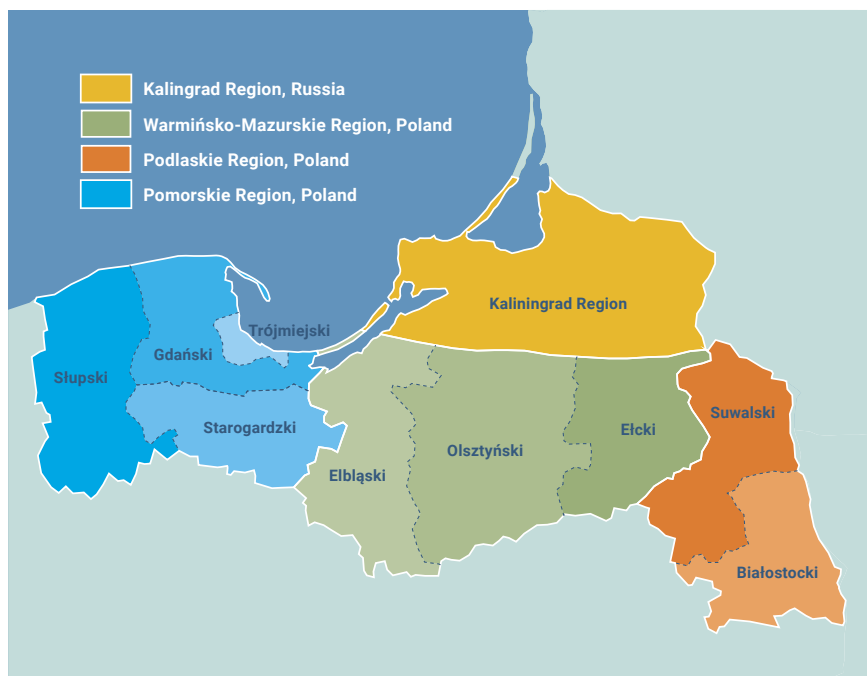 Kalingrad Region, Russia
Warmińsko-Mazurskie Region, Poland
Podlaskie Region, Poland
Pomorskie Region, Poland
Kaliningrad Region
Trójmiejski
Gdański
Słupski
Starogardzki
Elbląski
Olsztyński
Ełcki
Suwalski
Białostocki